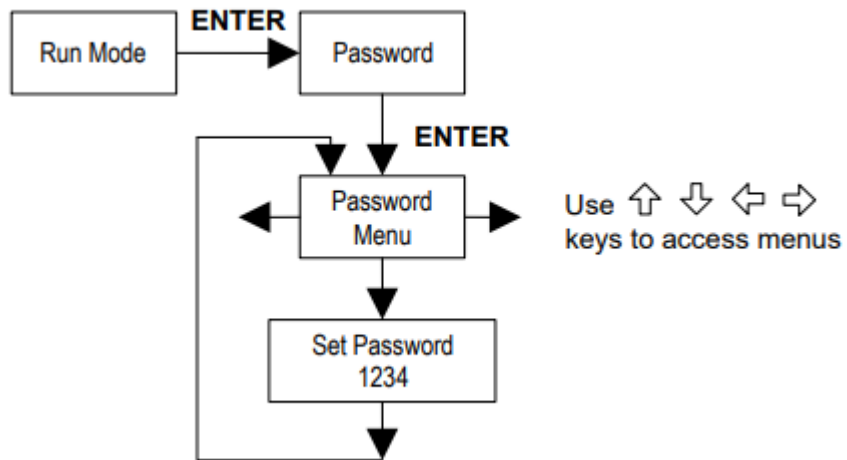 ENTER
Run Mode
Password
ENTER
Password
Menu
Use ⇧ ⇩ ⇦ ⇨
keys to access menus
Set Password
1234